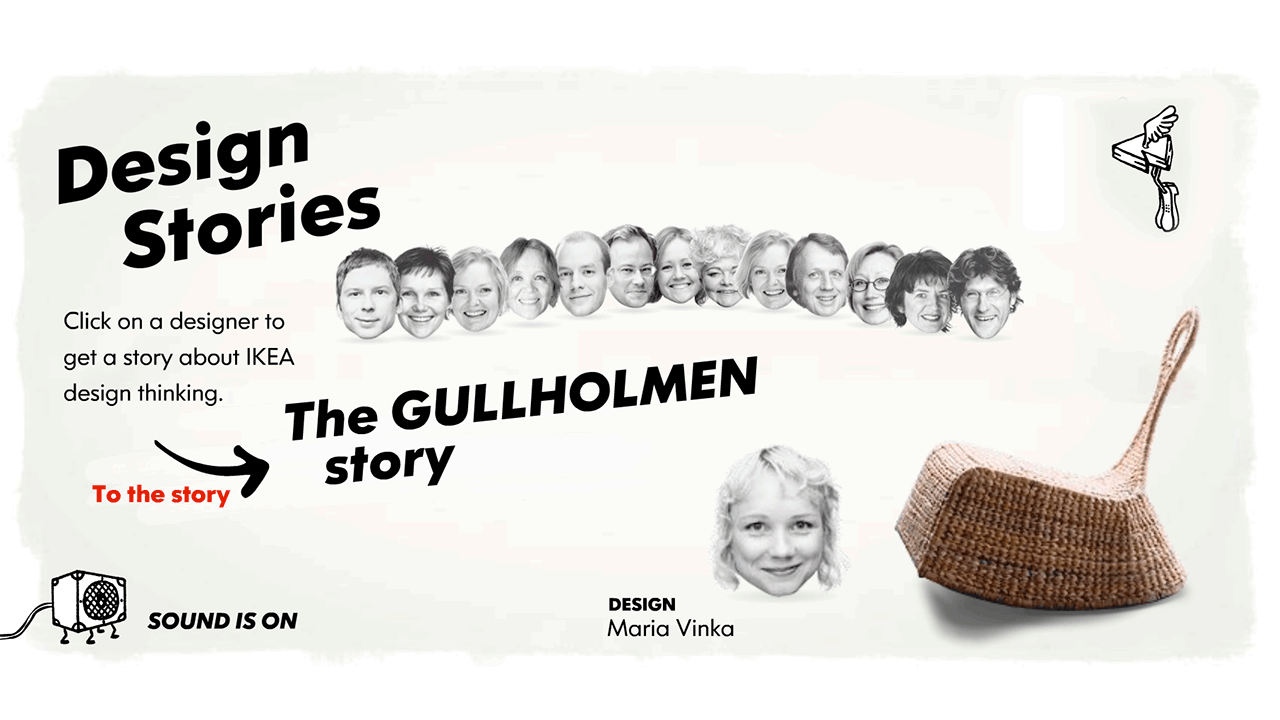 Design
Stories
Click on a designer to
get a story about IKEA
design thinking.
The GULLHOLMEN
story
To the story
DESIGN
Maria Vinka
SOUND IS ON